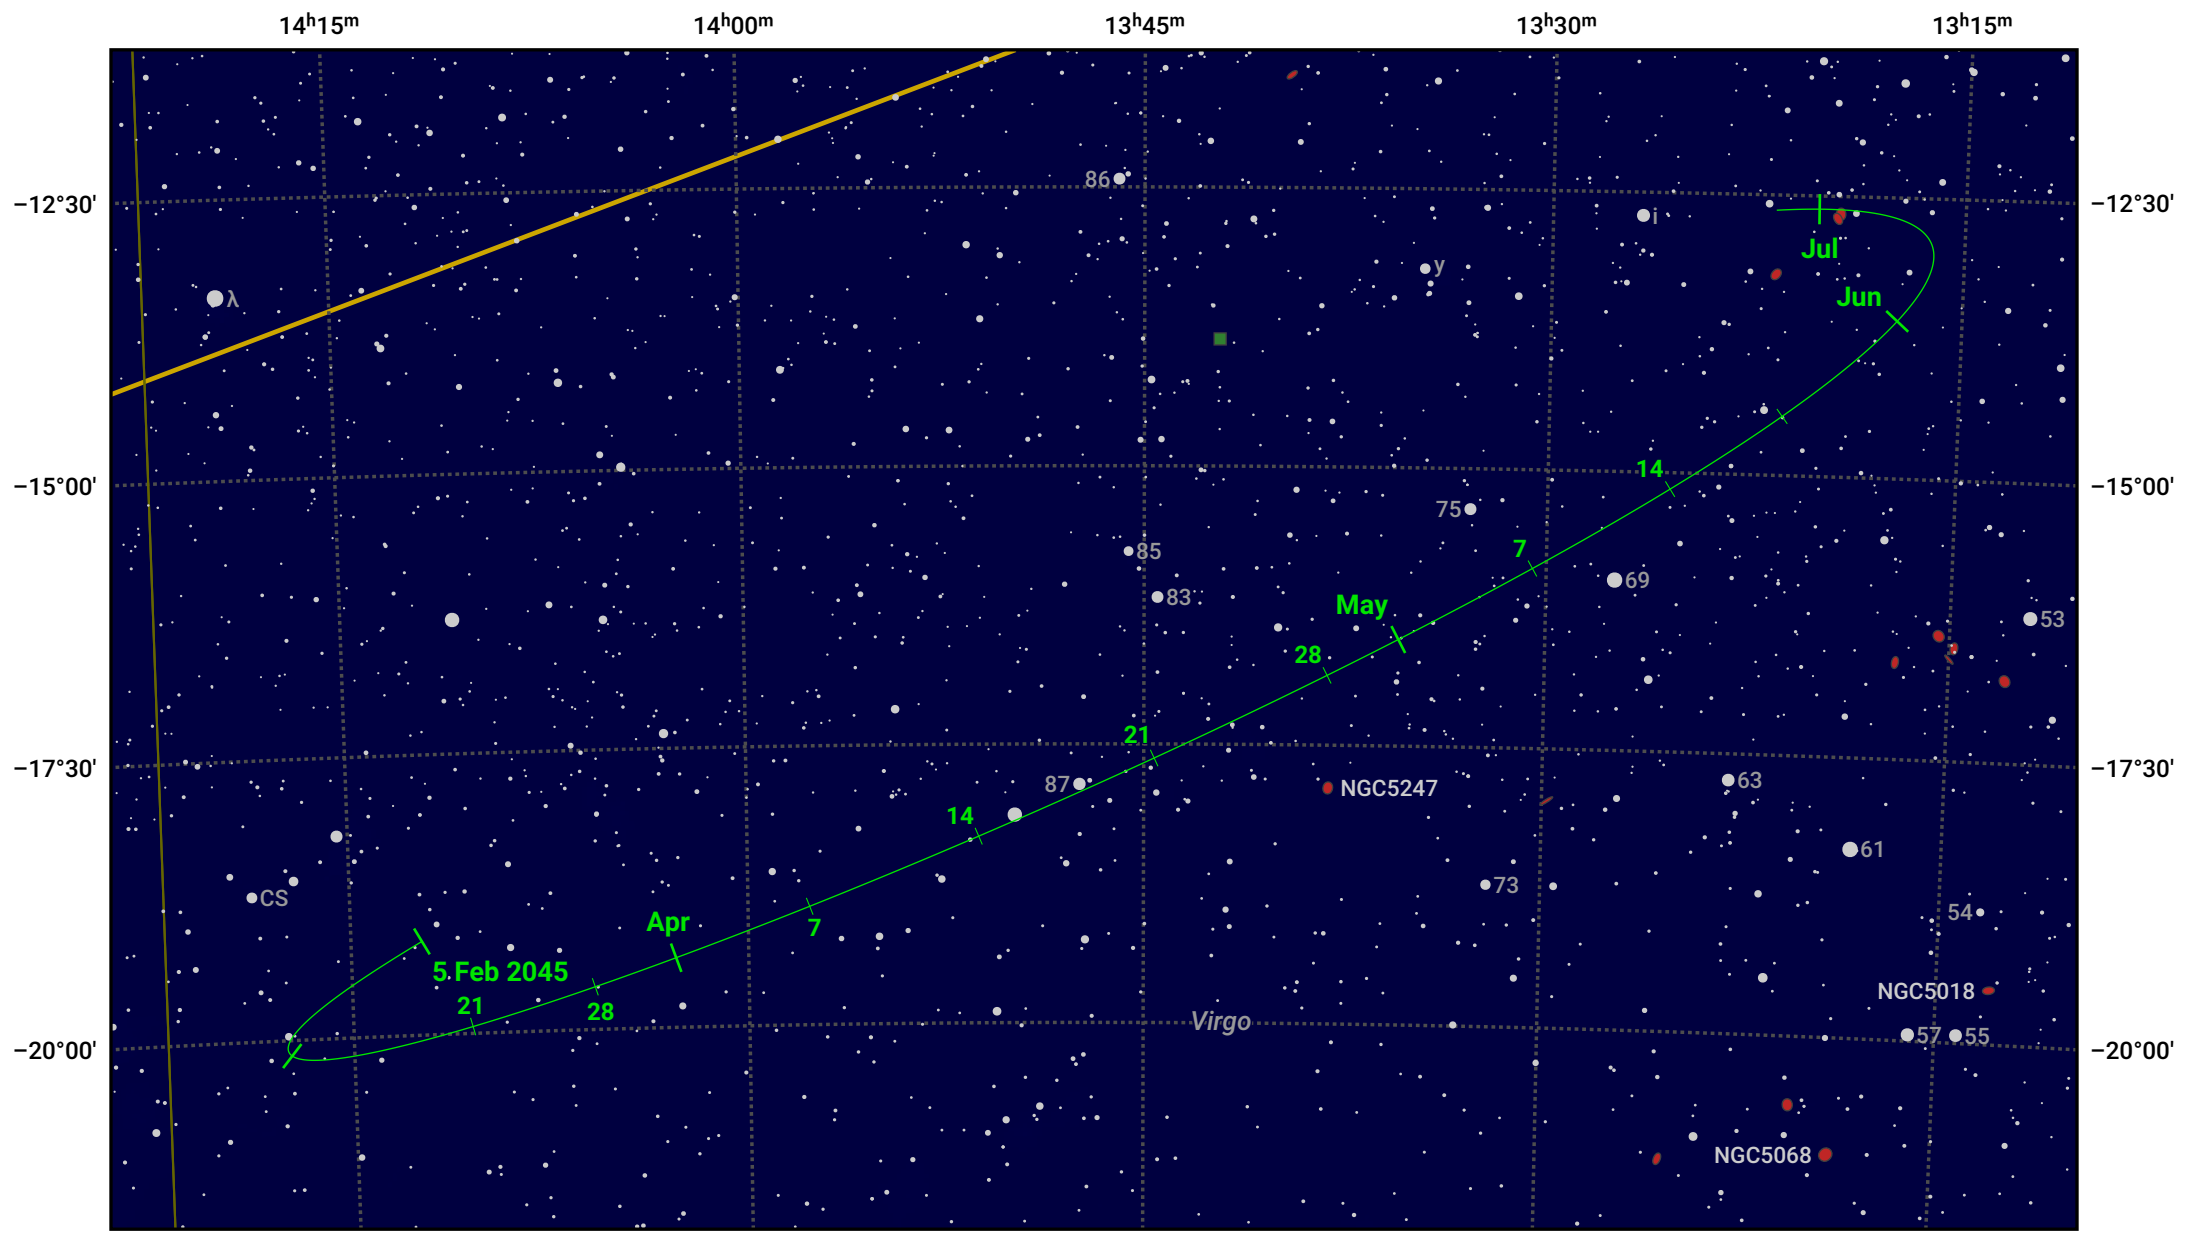 14ʰ15ᵐ 14ʰ00ᵐ 13ʰ45ᵐ 13ʰ30ᵐ 13ʰ15ᵐ
86
−12°30' −12°30'
i
Jul
y
λ
Jun
14
−15°00' −15°00'
75
7
85
69
83
May
53
28
21
−17°30' −17°30'
87
NGC5247
63
14
61
73
CS
54
Apr
7
5 Feb 2045
NGC5018
21
28
Virgo
57
55
−20°00' −20°00'
NGC5068